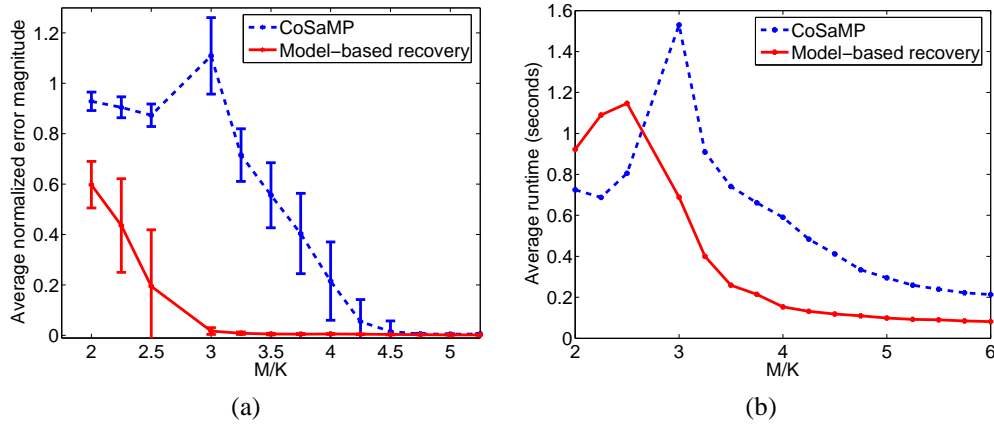 Average normalized error magnitude
1.2
1
0.8
0.6
0.4
0.2
0
2
2.5
3
3.5
4
4.5
5
M/K
CoSaMP
Model−based recovery
(a)
Average runtime (seconds)
1.6
1.4
1.2
1
0.8
0.6
0.4
0.2
0
2
3
4
5
6
M/K
CoSaMP
Model−based recovery
(b)